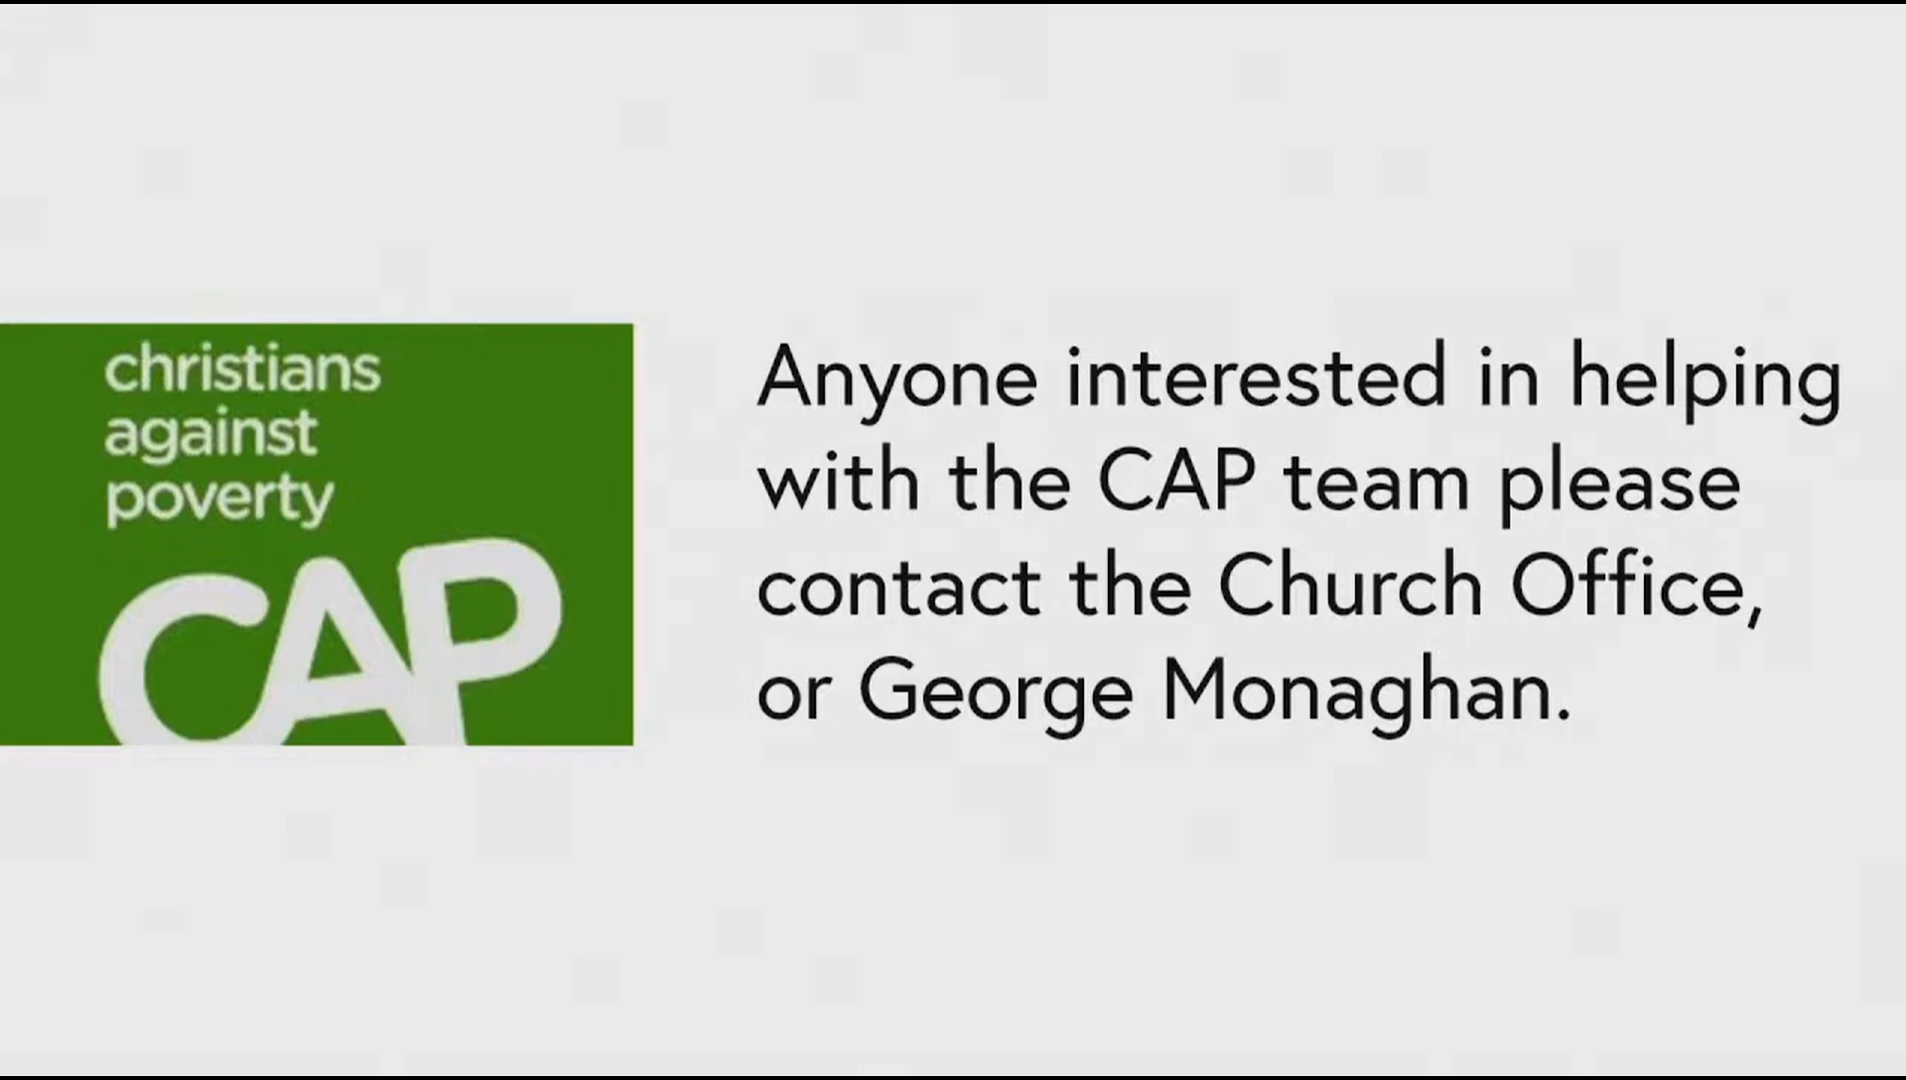 christians
against
poverty
CAP
Anyone interested in helping
with the CAP team please
contact the Church Office,
or George Monaghan.